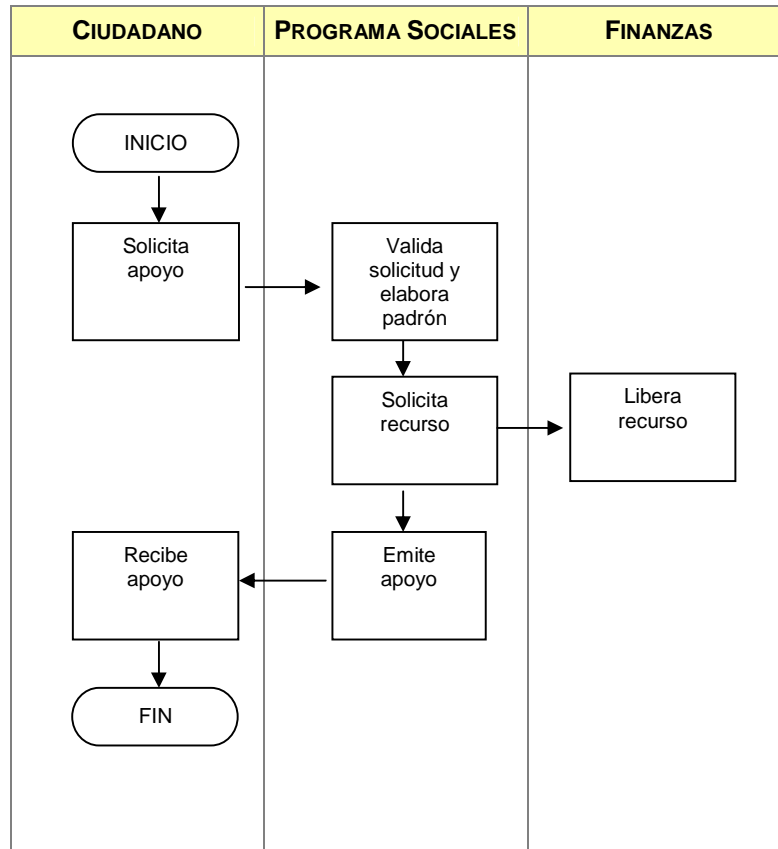 CIUDADANO
PROGRAMA SOCIALES
FINANZAS
INICIO
Solicita
apoyo
Valida
solicitud y
elabora
padrón
Solicita
recurso
Libera
recurso
Emite
apoyo
Recibe
apoyo
FIN